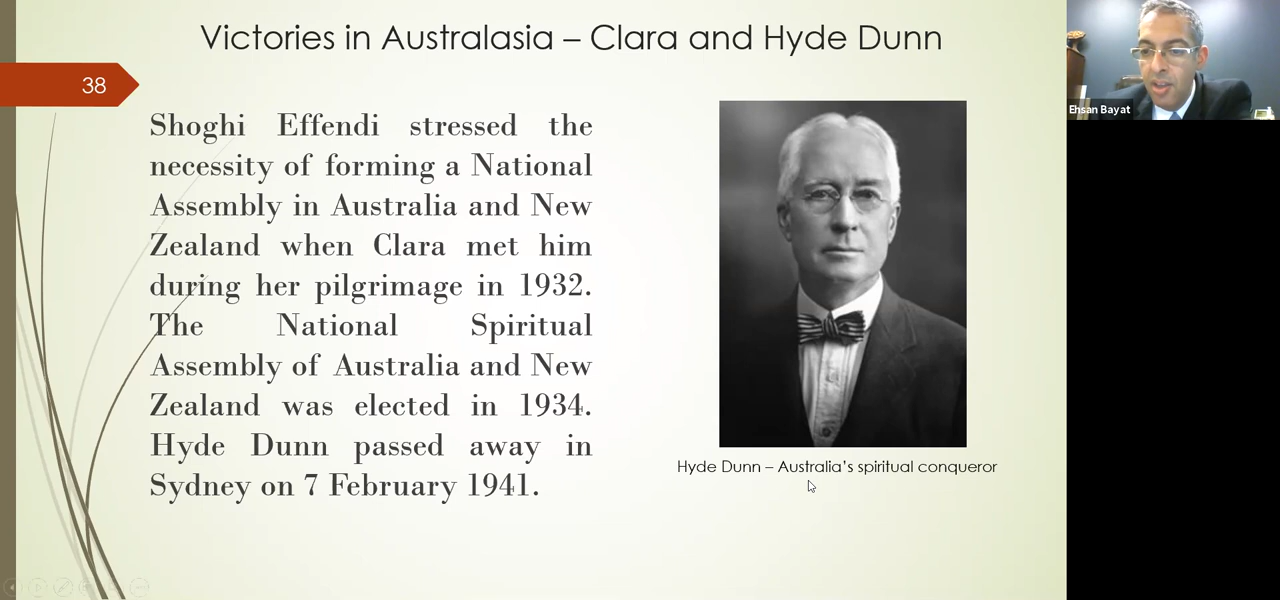 Victories in Australasia – Clara and Hyde Dunn
38
Shoghi Effendi stressed the
necessity of forming a National
Assembly in Australia and New
Zealand when Clara met him
during her pilgrimage in 1932.
The National Spiritual
Assembly of Australia and New
Zealand was elected in 1934.
Hyde Dunn passed away in
Sydney on 7 February 1941.
Hyde Dunn – Australia's spiritual conqueror
Ehsan Bayat